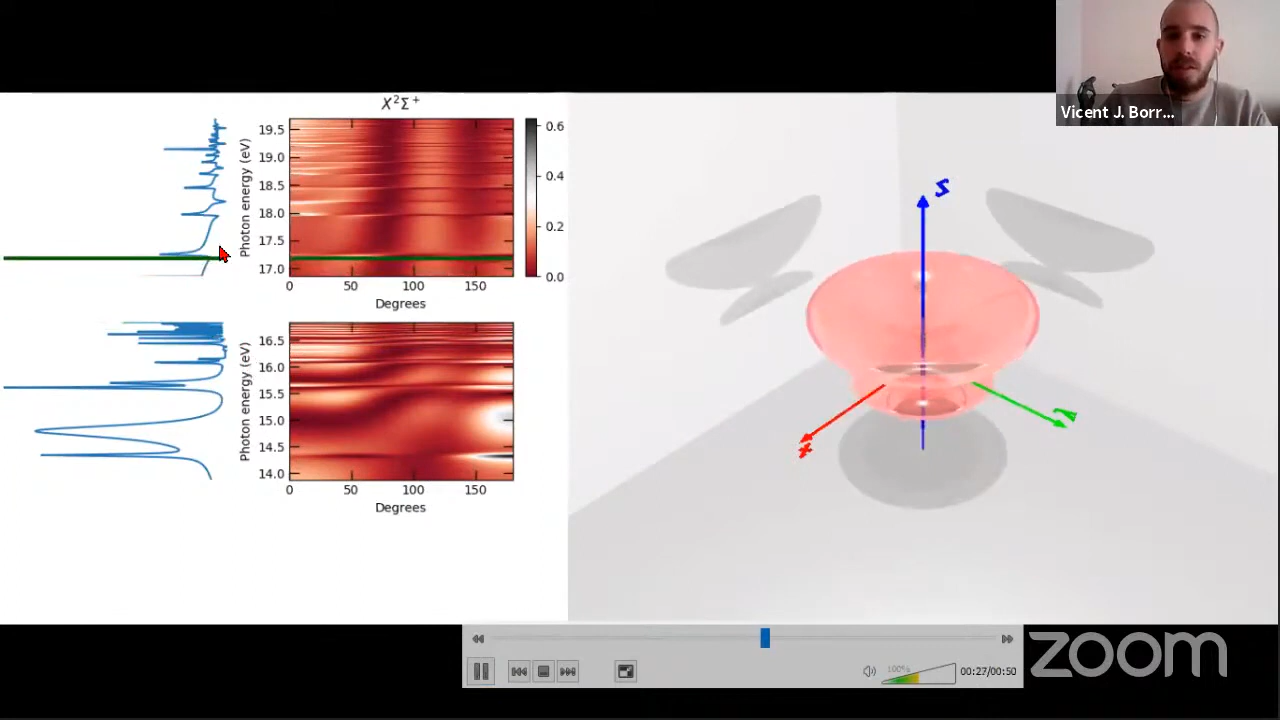 Vicent J. Borr...
X²Σ⁺
Photon energy (eV)
19.5
19.0
18.5
18.0
17.5
17.0
0 50 100 150
Degrees
0.6
0.4
0.2
0.0
Photon energy (eV)
16.5
16.0
15.5
15.0
14.5
14.0
0 50 100 150
Degrees
z
x
y
100%
00:27/00:50
zoom